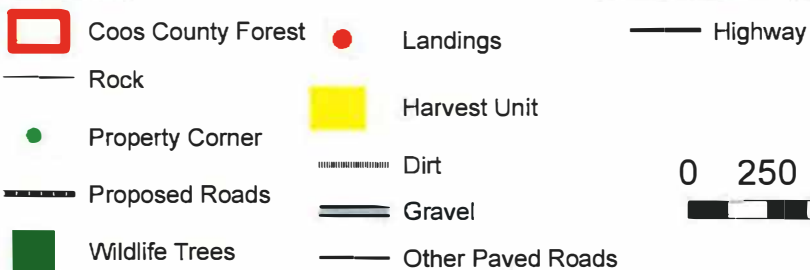 Coos County Forest
Rock
Property Corner
Proposed Roads
Wildlife Trees
Landings
Harvest Unit
Dirt
Gravel
Other Paved Roads
Highway
0 250